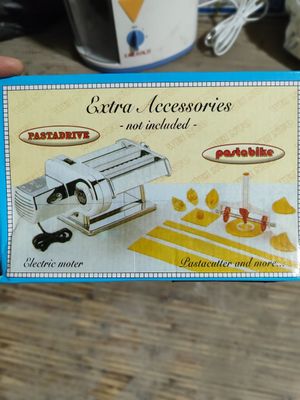 Extra Accessories
- not included -
PASTADRIVE
pastabike
Electric moter
Pastacutter and more...